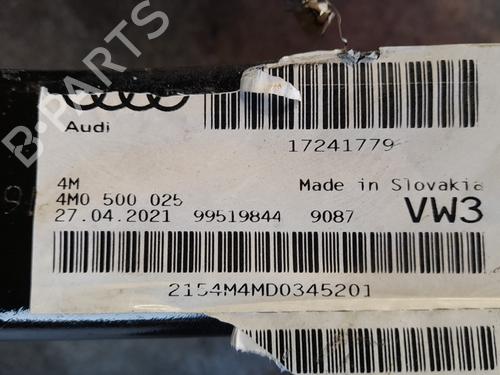 B-PARTS
Audi
17241779
4M Made in Slovakia
4M0 500 025
27.04.2021 99519844 9087 VW3
2154M4MD0345201